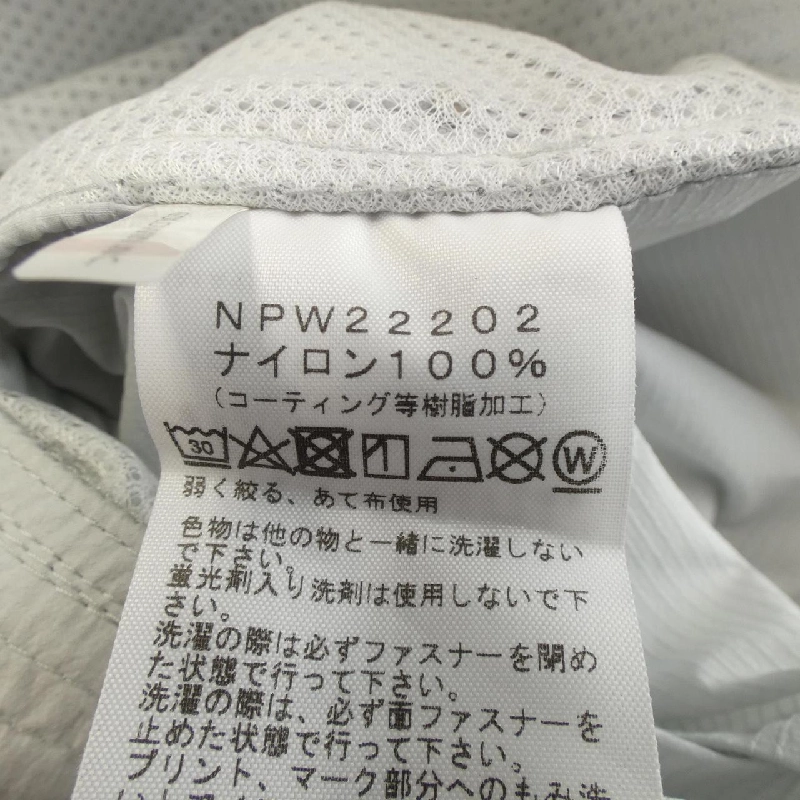 NPW22202
ナイロン100%
(コーティング等樹脂加工)
30 W
弱く絞る、あて布使用
色物は他の物と一緒に洗濯しない
で下さい。
蛍光剤入り洗剤は使用しないで下
さい。
洗濯の際は必ずファスナーを閉め
た状態で行って下さい。
洗濯の際は、必ず面ファスナーを
止めた状態で行って下さい。
プリント、マーク部分へのもみ洗